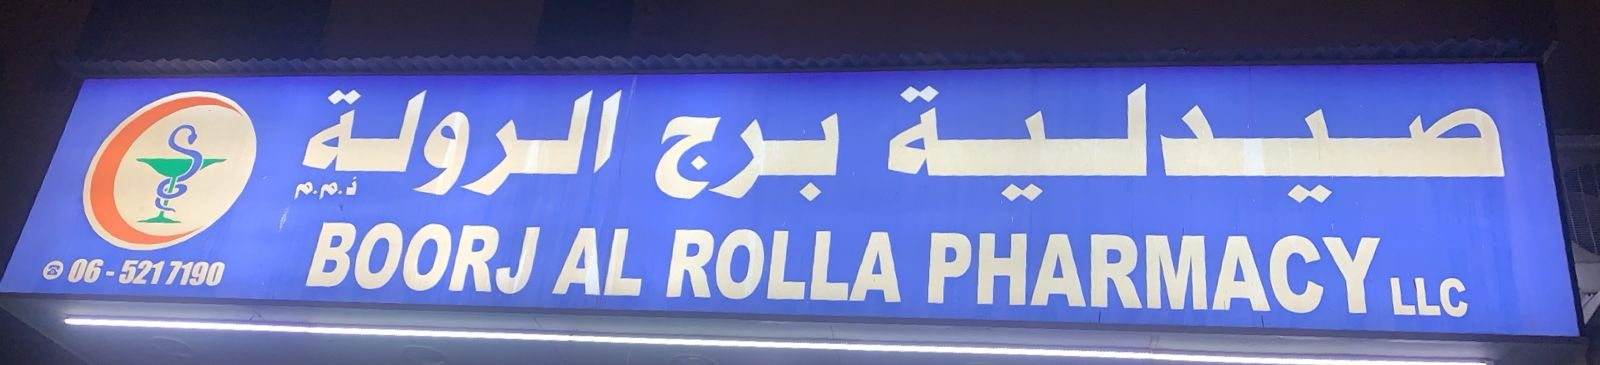 صيدلية برج الرولة
ذ.م.م.
BOORJ AL ROLLA PHARMACY LLC
06 - 521 7190